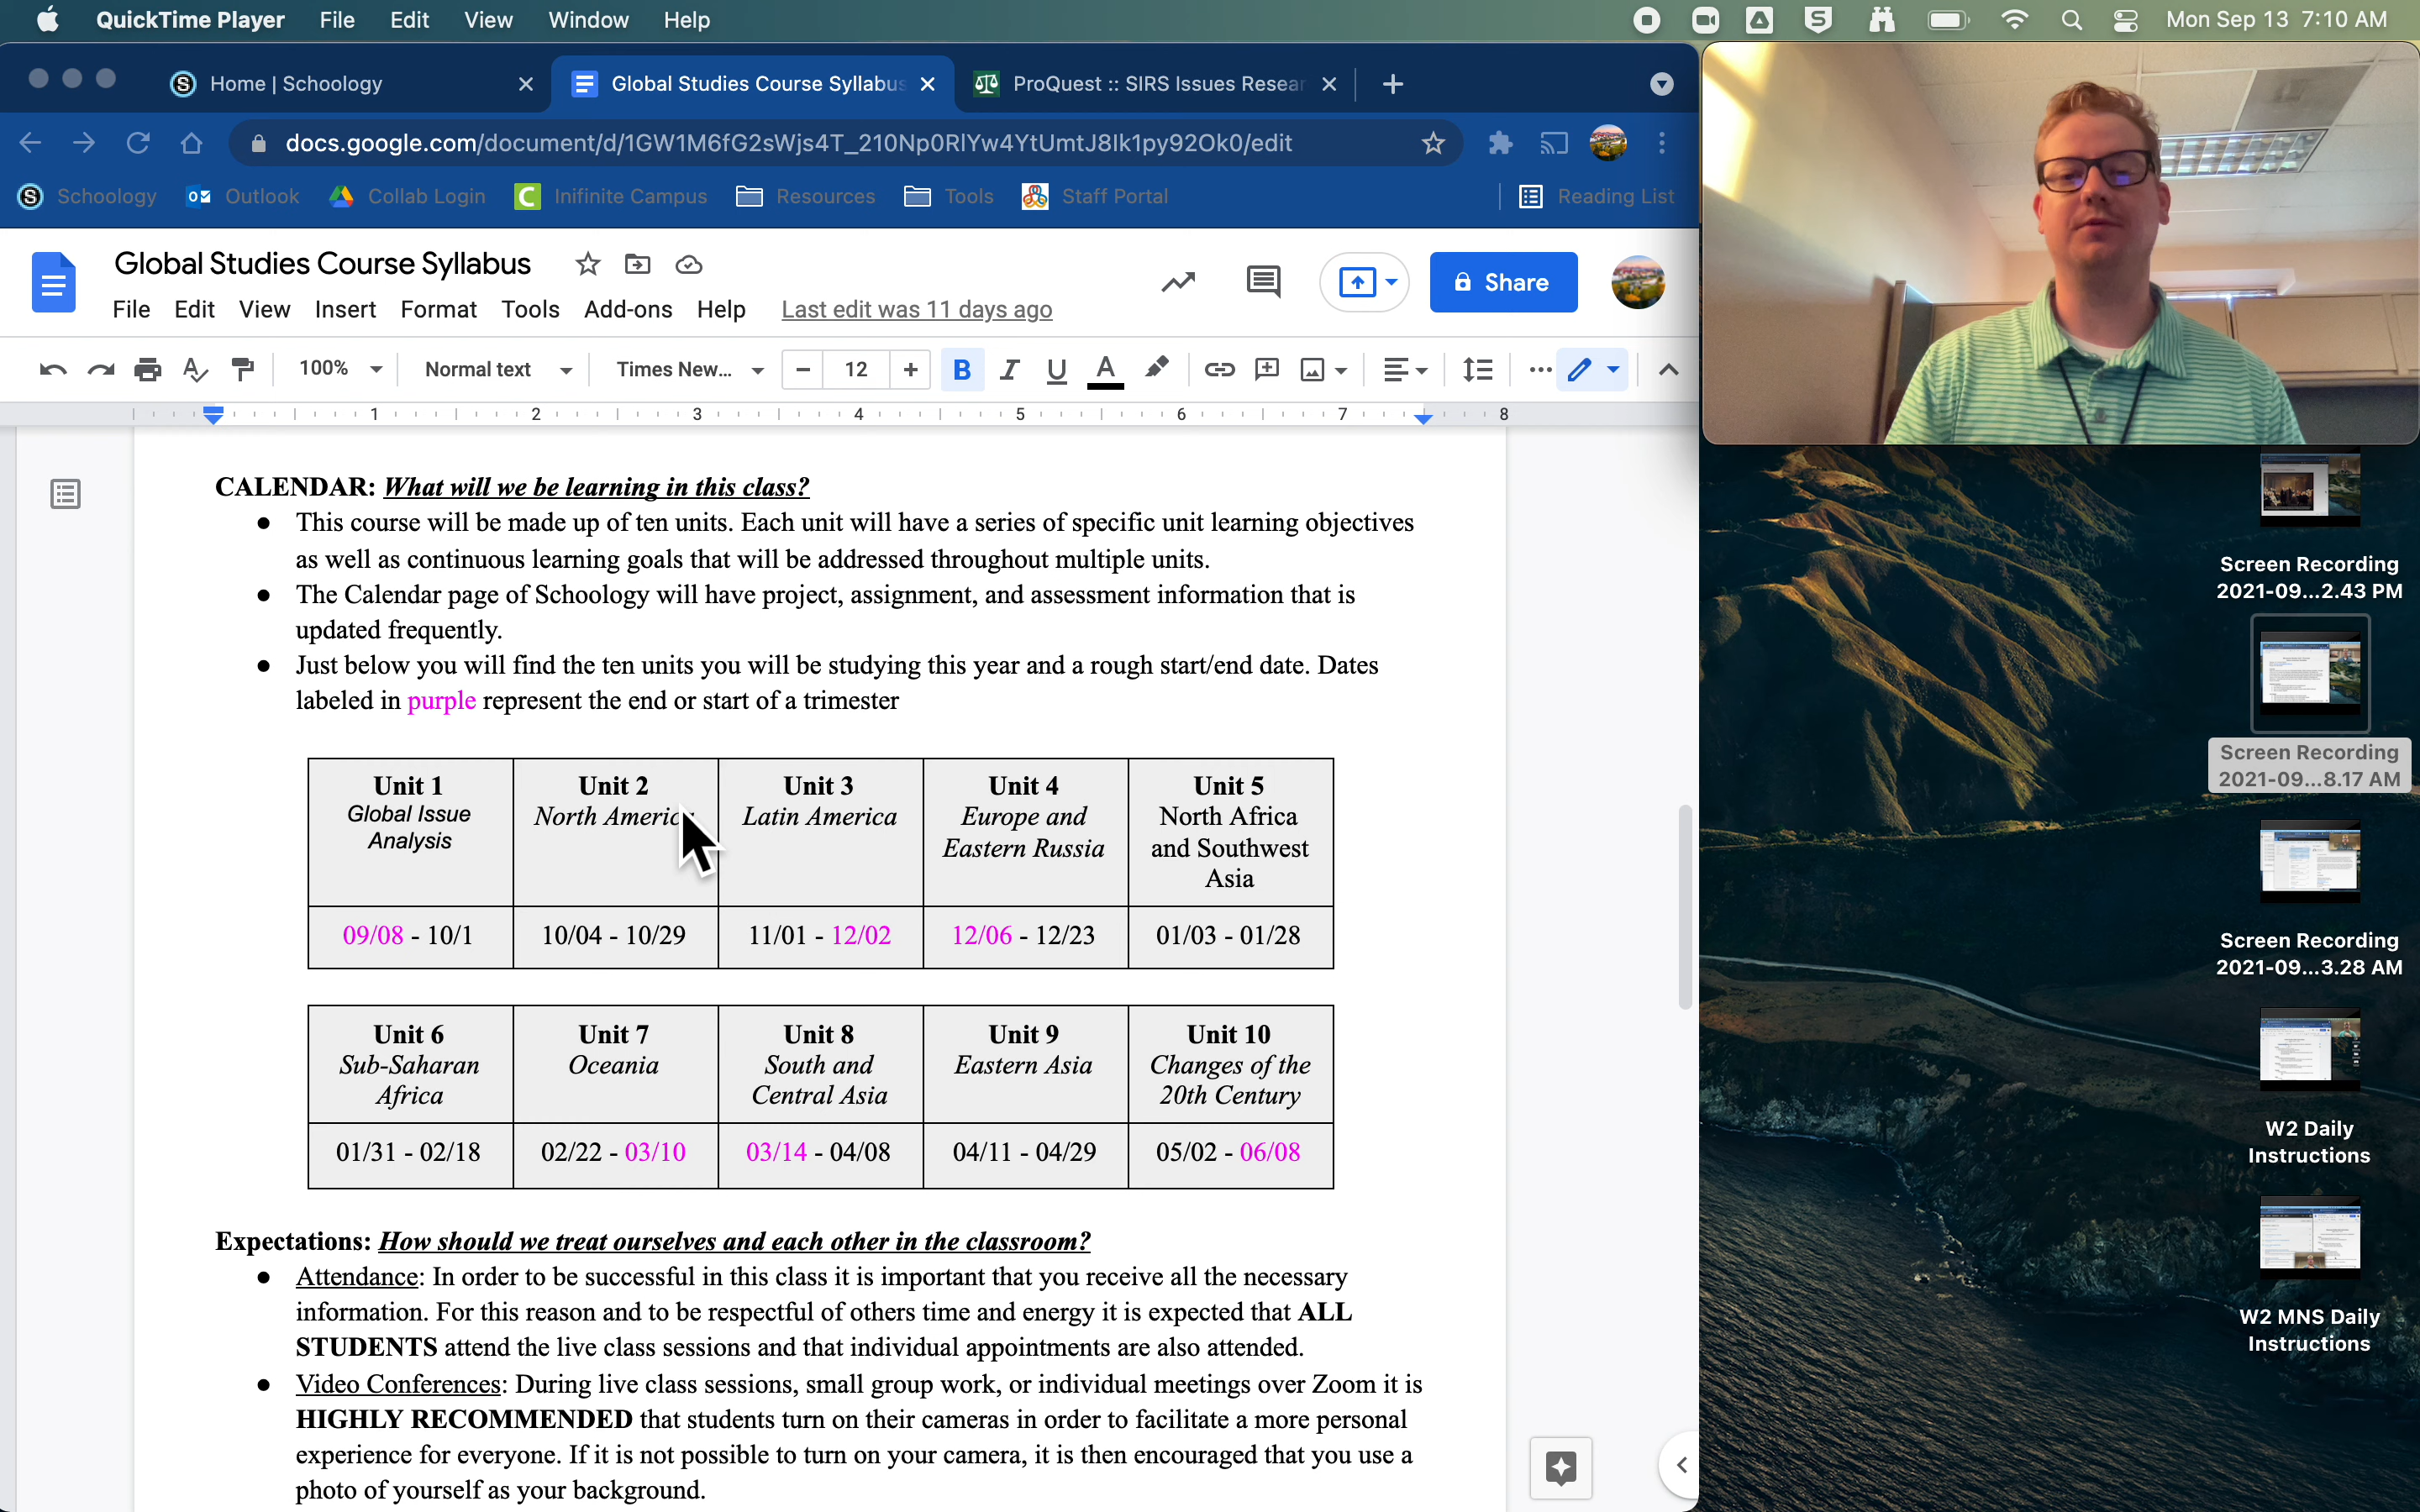 QuickTime Player File Edit View Window Help Mon Sep 13 7:10 AM
Home | Schoology Global Studies Course Syllabus ProQuest :: SIRS Issues Resear
docs.google.com/document/d/1GW1M6fG2sWjs4T_210Np0RlYw4YtUmtJ8Ik1py92Ok0/edit
Schoology Outlook Collab Login Inifinite Campus Resources Tools Staff Portal Reading List
Global Studies Course Syllabus
Share
File Edit View Insert Format Tools Add-ons Help Last edit was 11 days ago
100% Normal text Times New... 12 B I U A
1 2 3 4 5 6 7 8
CALENDAR: What will we be learning in this class?
● This course will be made up of ten units. Each unit will have a series of specific unit learning objectives
as well as continuous learning goals that will be addressed throughout multiple units.
● The Calendar page of Schoology will have project, assignment, and assessment information that is
updated frequently.
● Just below you will find the ten units you will be studying this year and a rough start/end date. Dates
labeled in purple represent the end or start of a trimester
Unit 1
Global Issue
Analysis
Unit 2
North America
Unit 3
Latin America
Unit 4
Europe and
Eastern Russia
Unit 5
North Africa
and Southwest
Asia
09/08 - 10/1
10/04 - 10/29
11/01 - 12/02
12/06 - 12/23
01/03 - 01/28
Unit 6
Sub-Saharan
Africa
Unit 7
Oceania
Unit 8
South and
Central Asia
Unit 9
Eastern Asia
Unit 10
Changes of the
20th Century
01/31 - 02/18
02/22 - 03/10
03/14 - 04/08
04/11 - 04/29
05/02 - 06/08
Expectations: How should we treat ourselves and each other in the classroom?
● Attendance: In order to be successful in this class it is important that you receive all the necessary
information. For this reason and to be respectful of others time and energy it is expected that ALL
STUDENTS attend the live class sessions and that individual appointments are also attended.
● Video Conferences: During live class sessions, small group work, or individual meetings over Zoom it is
HIGHLY RECOMMENDED that students turn on their cameras in order to facilitate a more personal
experience for everyone. If it is not possible to turn on your camera, it is then encouraged that you use a
photo of yourself as your background.
Screen Recording
2021-09...2.43 PM
Screen Recording
2021-09...8.17 AM
Screen Recording
2021-09...3.28 AM
W2 Daily
Instructions
W2 MNS Daily
Instructions